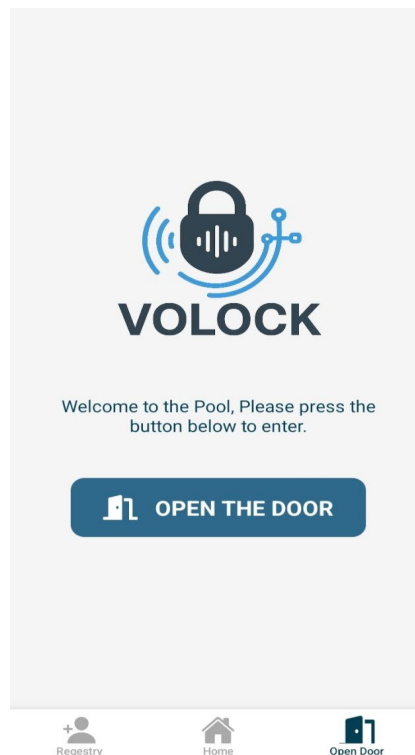 VOLOCK
Welcome to the Pool, Please press the
button below to enter.
OPEN THE DOOR
Regestry
Home
Open Door